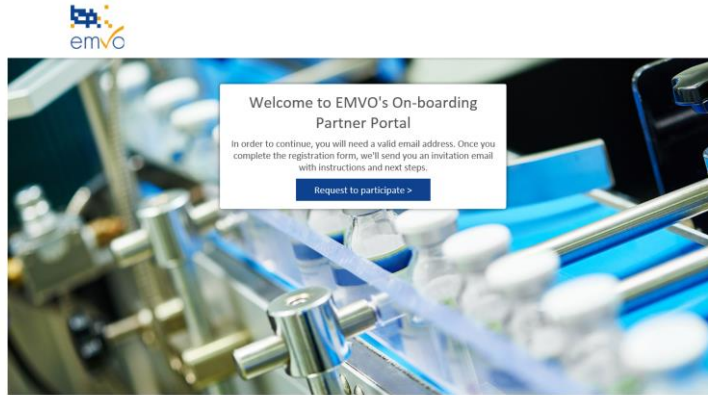 emvo
Welcome to EMVO's On-boarding
Partner Portal
In order to continue, you will need a valid email address. Once you
complete the registration form, we'll send you an invitation email
with instructions and next steps.
Request to participate >